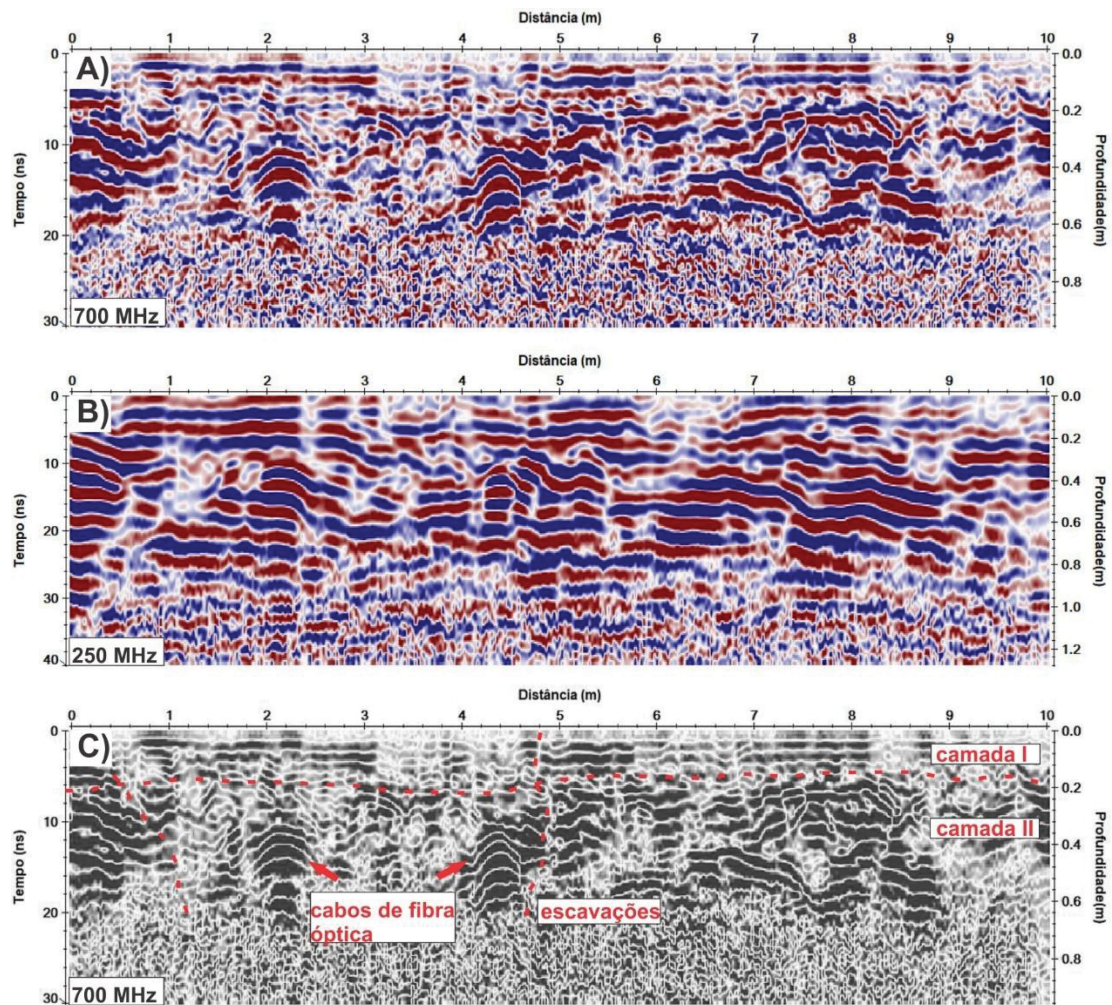 Distância (m)
0 1 2 3 4 5 6 7 8 9 10
A)
Tempo (ns)
0
10
20
30
Profundidade(m)
0.0
0.2
0.4
0.6
0.8
700 MHz
Distância (m)
0 1 2 3 4 5 6 7 8 9 10
B)
Tempo (ns)
0
10
20
30
40
Profundidade(m)
0.0
0.2
0.4
0.6
0.8
1.0
1.2
250 MHz
Distância (m)
0 1 2 3 4 5 6 7 8 9 10
C)
Tempo (ns)
0
10
20
30
Profundidade(m)
0.0
0.2
0.4
0.6
0.8
camada I
camada II
cabos de fibra
óptica
escavações
700 MHz